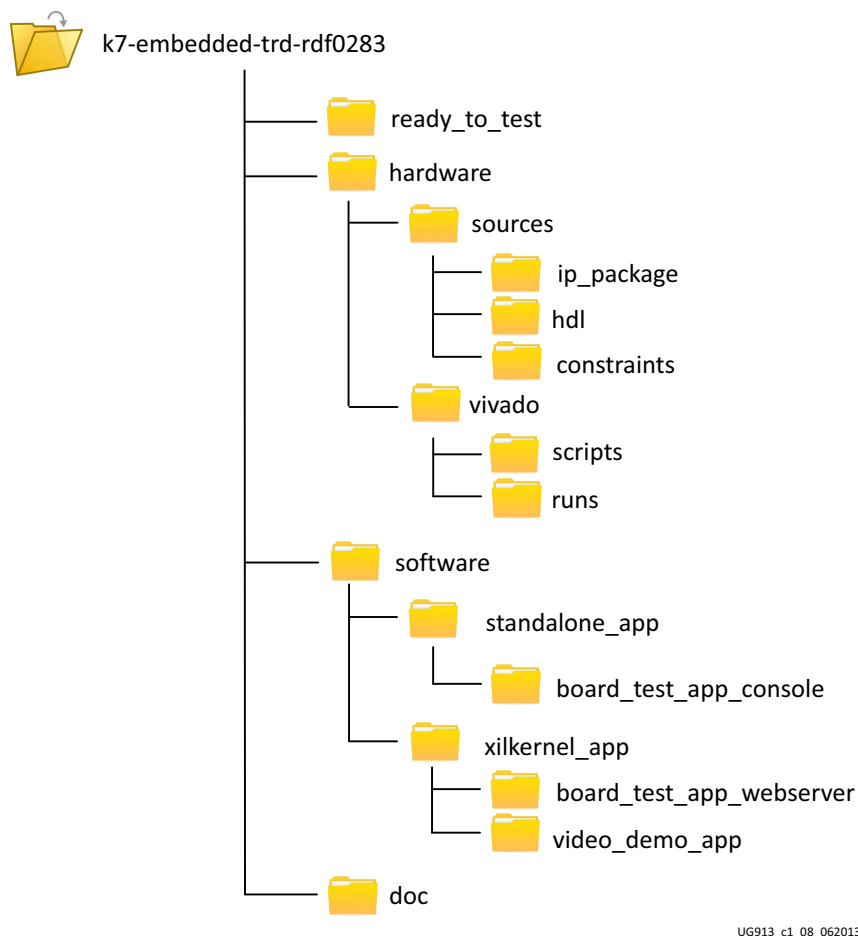 k7-embedded-trd-rdf0283
ready_to_test
hardware
sources
ip_package
hdl
constraints
vivado
scripts
runs
software
standalone_app
board_test_app_console
xilkernel_app
board_test_app_webserver
video_demo_app
doc
UG913_c1_08_062013